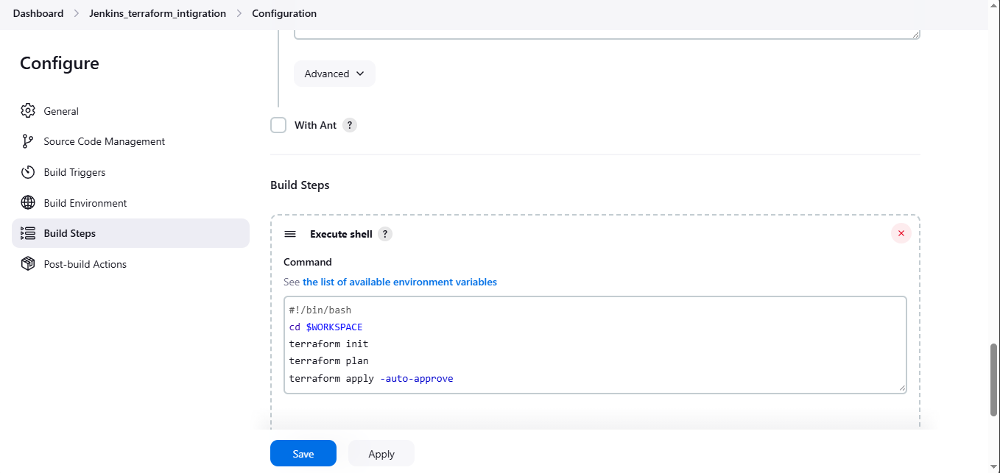 Dashboard > Jenkins_terraform_intigration > Configuration
Configure
General
Source Code Management
Build Triggers
Build Environment
Build Steps
Post-build Actions
Advanced
With Ant ?
Build Steps
Execute shell ?
Command
See the list of available environment variables
#!/bin/bash
cd $WORKSPACE
terraform init
terraform plan
terraform apply -auto-approve
Save
Apply